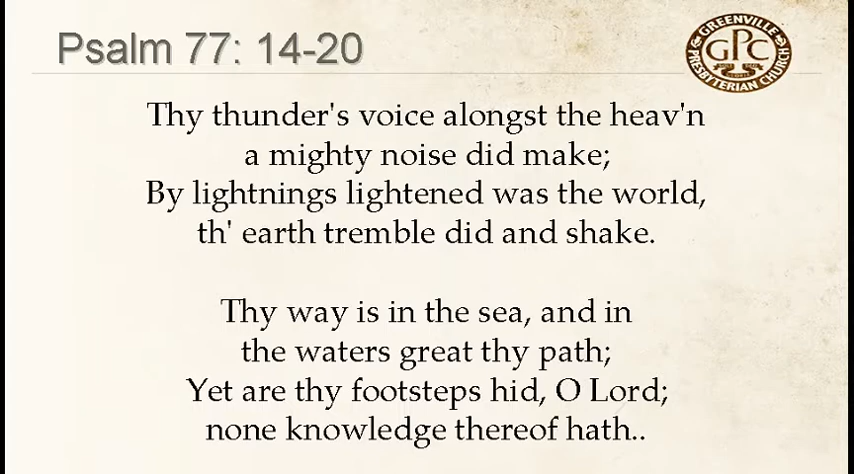 Psalm 77: 14-20
GREENVILLE
GPC
PRESBYTERIAN CHURCH
Thy thunder's voice alongst the heav'n
a mighty noise did make;
By lightnings lightened was the world,
th' earth tremble did and shake.
Thy way is in the sea, and in
the waters great thy path;
Yet are thy footsteps hid, O Lord;
none knowledge thereof hath..